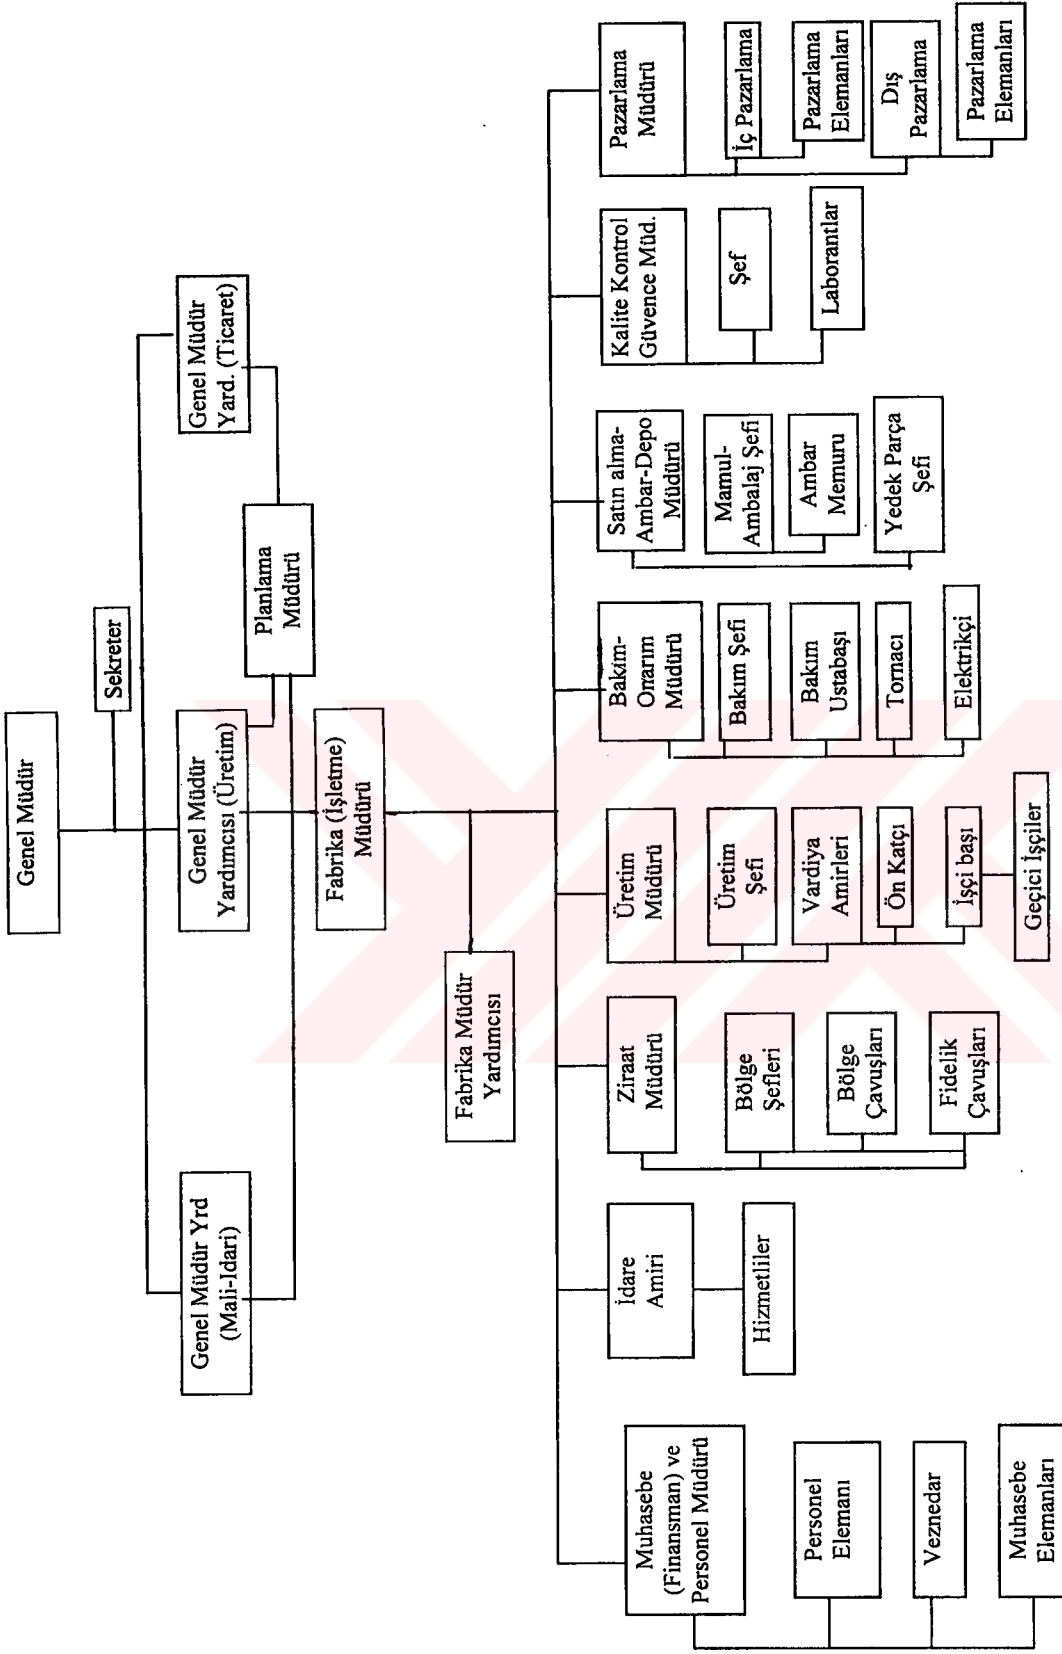 Genel Müdür
Sekreter
Genel Müdür Yrd
(Mali-Idari)
Genel Müdür
Yardımcısı (Üretim)
Genel Müdür
Yard. (Ticaret)
Planlama
Müdürü
Fabrika (İşletme)
Müdürü
Fabrika Müdür
Yardımcısı
Muhasebe
(Finansman) ve
Personel Müdürü
Personel
Elemanı
Veznedar
Muhasebe
Elemanları
İdare
Amiri
Hizmetliler
Ziraat
Müdürü
Bölge
Şefleri
Bölge
Çavuşları
Fidelik
Çavuşları
Üretim
Müdürü
Üretim
Şefi
Vardiya
Amirleri
Ön Katçı
İşçi başı
Geçici İşçiler
Bakım-
Onarım
Müdürü
Bakım Şefi
Bakım
Ustabaşı
Tornacı
Elektrikçi
Satın alma-
Ambar-Depo
Müdürü
Mamul-
Ambalaj Şefi
Ambar
Memuru
Yedek Parça
Şefi
Kalite Kontrol
Güvence Müd.
Şef
Laborantlar
Pazarlama
Müdürü
İç Pazarlama
Pazarlama
Elemanları
Dış
Pazarlama
Pazarlama
Elemanları